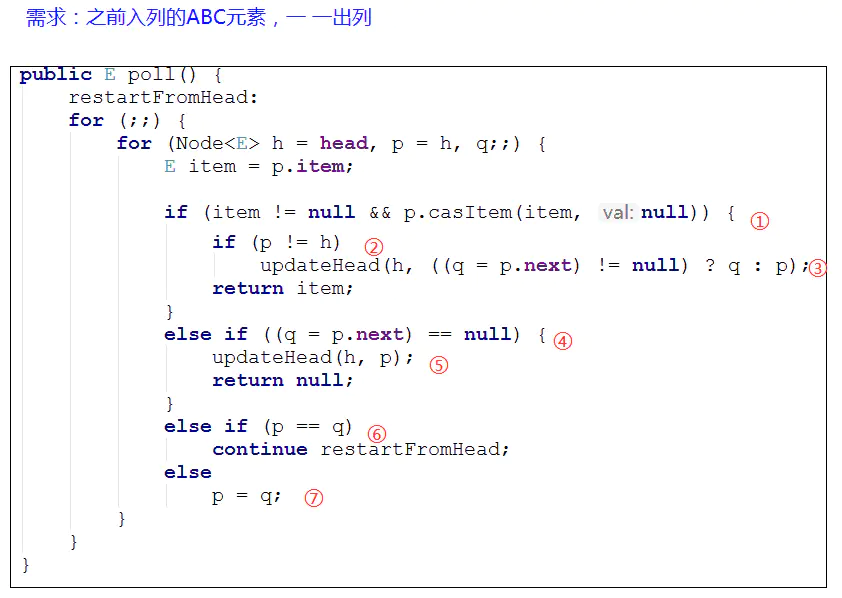 需求：之前入列的ABC元素，一 一出列
public E poll() {
restartFromHead:
for (;;) {
for (Node<E> h = head, p = h, q;;) {
E item = p.item;
if (item != null && p.casItem(item, val: null)) { ①
if (p != h) ②
updateHead(h, ((q = p.next) != null) ? q : p); ③
return item;
}
else if ((q = p.next) == null) { ④
updateHead(h, p); ⑤
return null;
}
else if (p == q) ⑥
continue restartFromHead;
else
p = q; ⑦
}
}
}